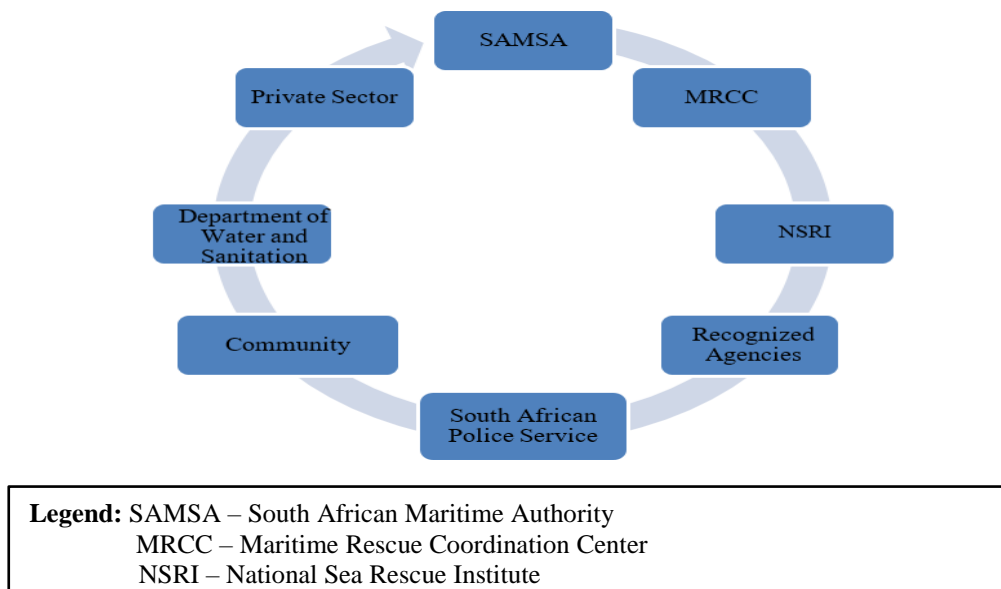 SAMSA
MRCC
NSRI
Recognized
Agencies
South African
Police Service
Community
Department of
Water and
Sanitation
Private Sector
Legend: SAMSA – South African Maritime Authority
MRCC – Maritime Rescue Coordination Center
NSRI – National Sea Rescue Institute